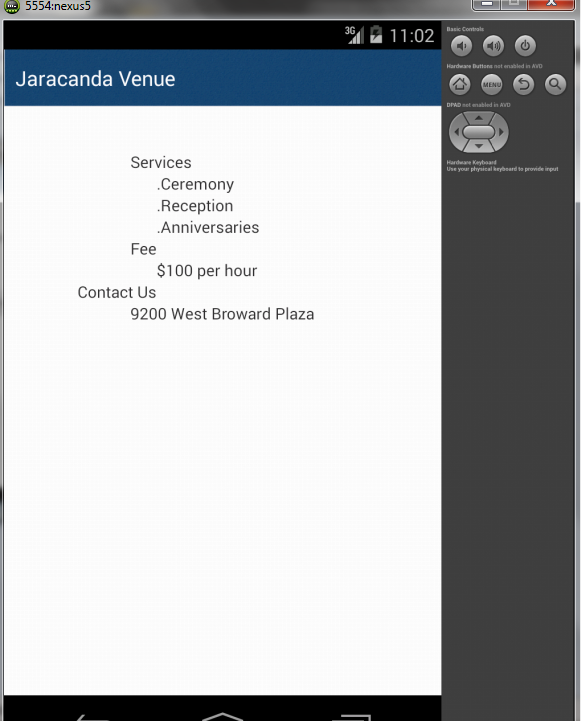 5554:nexus5
3G 11:02
Jaracanda Venue
Services
.Ceremony
.Reception
.Anniversaries
Fee
$100 per hour
Contact Us
9200 West Broward Plaza
Basic Controls
Hardware Buttons not enabled in AVD
MENU
DPAD not enabled in AVD
Hardware Keyboard
Use your physical keyboard to provide input